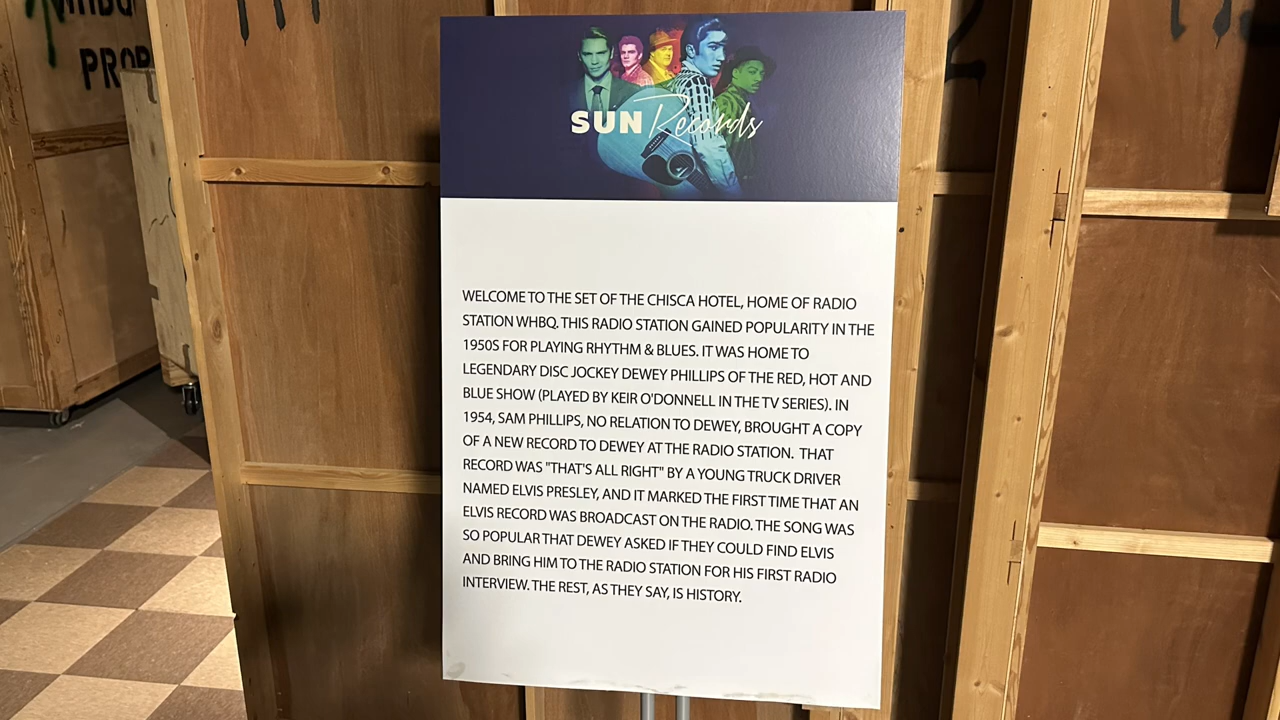 WHBQ
PROP
SUN Records
WELCOME TO THE SET OF THE CHISCA HOTEL, HOME OF RADIO
STATION WHBQ. THIS RADIO STATION GAINED POPULARITY IN THE
1950S FOR PLAYING RHYTHM & BLUES. IT WAS HOME TO
LEGENDARY DISC JOCKEY DEWEY PHILLIPS OF THE RED, HOT AND
BLUE SHOW (PLAYED BY KEIR O'DONNELL IN THE TV SERIES). IN
1954, SAM PHILLIPS, NO RELATION TO DEWEY, BROUGHT A COPY
OF A NEW RECORD TO DEWEY AT THE RADIO STATION. THAT
RECORD WAS "THAT'S ALL RIGHT" BY A YOUNG TRUCK DRIVER
NAMED ELVIS PRESLEY, AND IT MARKED THE FIRST TIME THAT AN
ELVIS RECORD WAS BROADCAST ON THE RADIO. THE SONG WAS
SO POPULAR THAT DEWEY ASKED IF THEY COULD FIND ELVIS
AND BRING HIM TO THE RADIO STATION FOR HIS FIRST RADIO
INTERVIEW. THE REST, AS THEY SAY, IS HISTORY.